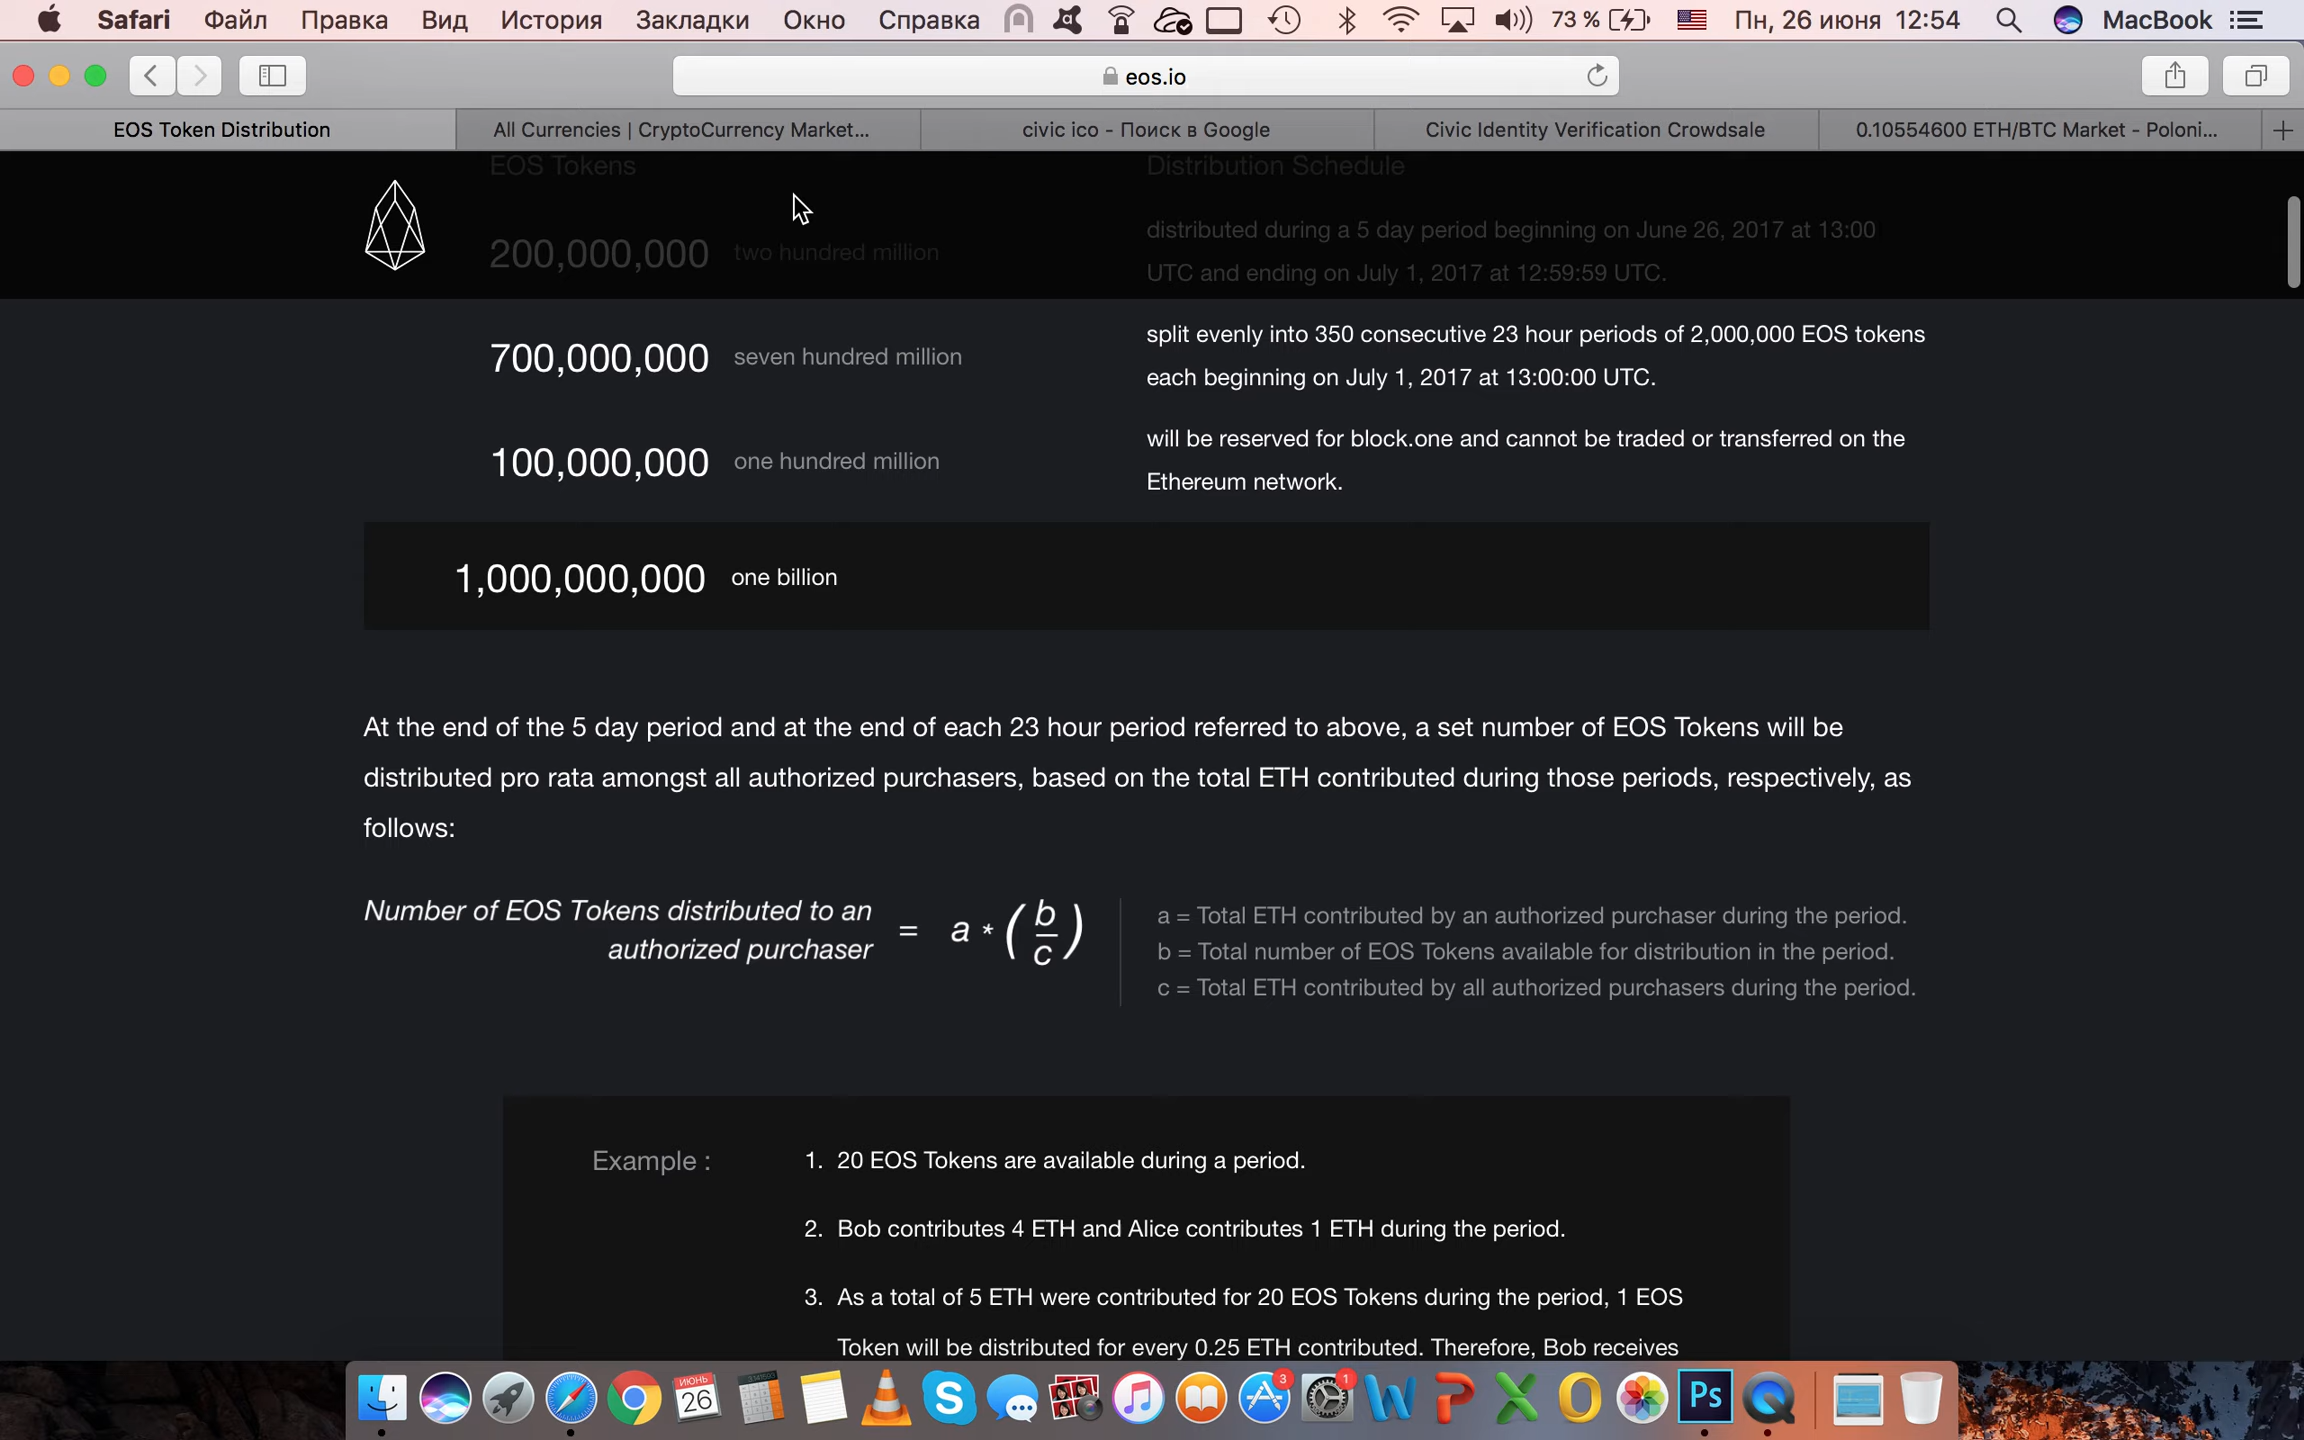 Safari Файл Правка Вид История Закладки Окно Справка 73 % Пн, 26 июня 12:54 MacBook
eos.io
EOS Token Distribution
All Currencies | CryptoCurrency Market...
civic ico - Поиск в Google
Civic Identity Verification Crowdsale
0.10554600 ETH/BTC Market - Poloni...
EOS Tokens
Distribution Schedule
200,000,000 two hundred million
distributed during a 5 day period beginning on June 26, 2017 at 13:00
UTC and ending on July 1, 2017 at 12:59:59 UTC.
700,000,000 seven hundred million
split evenly into 350 consecutive 23 hour periods of 2,000,000 EOS tokens
each beginning on July 1, 2017 at 13:00:00 UTC.
100,000,000 one hundred million
will be reserved for block.one and cannot be traded or transferred on the
Ethereum network.
1,000,000,000 one billion
At the end of the 5 day period and at the end of each 23 hour period referred to above, a set number of EOS Tokens will be
distributed pro rata amongst all authorized purchasers, based on the total ETH contributed during those periods, respectively, as
follows:
Number of EOS Tokens distributed to an
authorized purchaser
= a * ( b
c )
a = Total ETH contributed by an authorized purchaser during the period.
b = Total number of EOS Tokens available for distribution in the period.
c = Total ETH contributed by all authorized purchasers during the period.
Example :
1. 20 EOS Tokens are available during a period.
2. Bob contributes 4 ETH and Alice contributes 1 ETH during the period.
3. As a total of 5 ETH were contributed for 20 EOS Tokens during the period, 1 EOS
Token will be distributed for every 0.25 ETH contributed. Therefore, Bob receives
ИЮНЬ
26
S
3
1
W
P
X
O
Ps